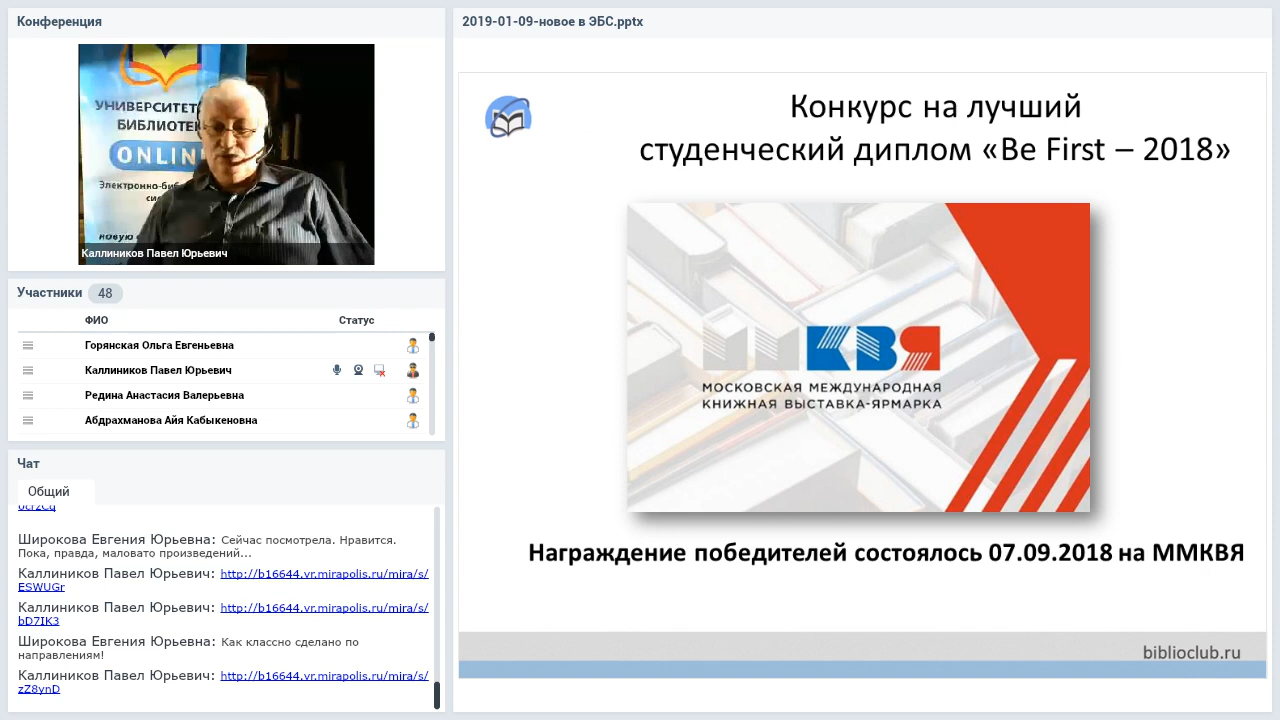 Конференция
УНИВЕРСИТЕТ
БИБЛИОТЕК
ONLIN
Электронно-биб
сис
новую
Каллиников Павел Юрьевич
Участники 48
ФИО Статус
Горянская Ольга Евгеньевна
Каллиников Павел Юрьевич
Редина Анастасия Валерьевна
Абдрахманова Айя Кабыкеновна
Чат
Общий
Широкова Евгения Юрьевна: Сейчас посмотрела. Нравится.
Пока, правда, маловато произведений...
Каллиников Павел Юрьевич: http://b16644.vr.mirapolis.ru/mira/s/
ESWUGr
Каллиников Павел Юрьевич: http://b16644.vr.mirapolis.ru/mira/s/
bD7IK3
Широкова Евгения Юрьевна: Как классно сделано по
направлениям!
Каллиников Павел Юрьевич: http://b16644.vr.mirapolis.ru/mira/s/
zZ8ynD
2019-01-09-новое в ЭБС.pptx
Конкурс на лучший
студенческий диплом «Be First – 2018»
ММКВЯ
МОСКОВСКАЯ МЕЖДУНАРОДНАЯ
КНИЖНАЯ ВЫСТАВКА-ЯРМАРКА
Награждение победителей состоялось 07.09.2018 на ММКВЯ
biblioclub.ru